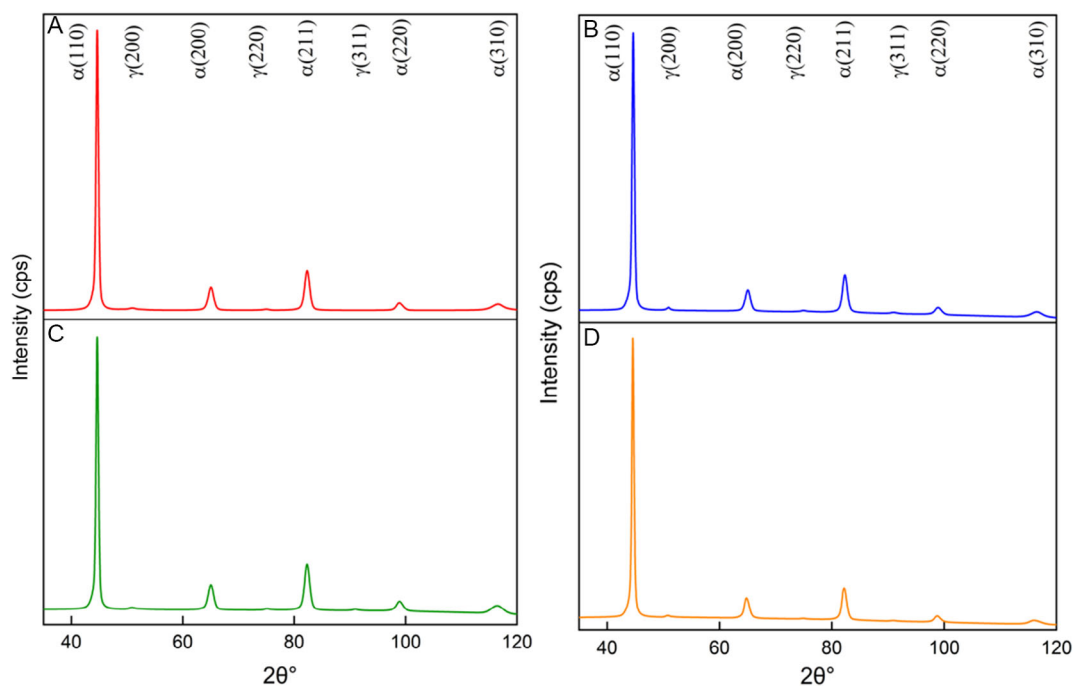 A
α(110)
γ(200)
α(200)
γ(220)
α(211)
γ(311)
α(220)
α(310)
B
α(110)
γ(200)
α(200)
γ(220)
α(211)
γ(311)
α(220)
α(310)
C
D
Intensity (cps)
Intensity (cps)
40 60 80 100 120
40 60 80 100 120
2θ°
2θ°